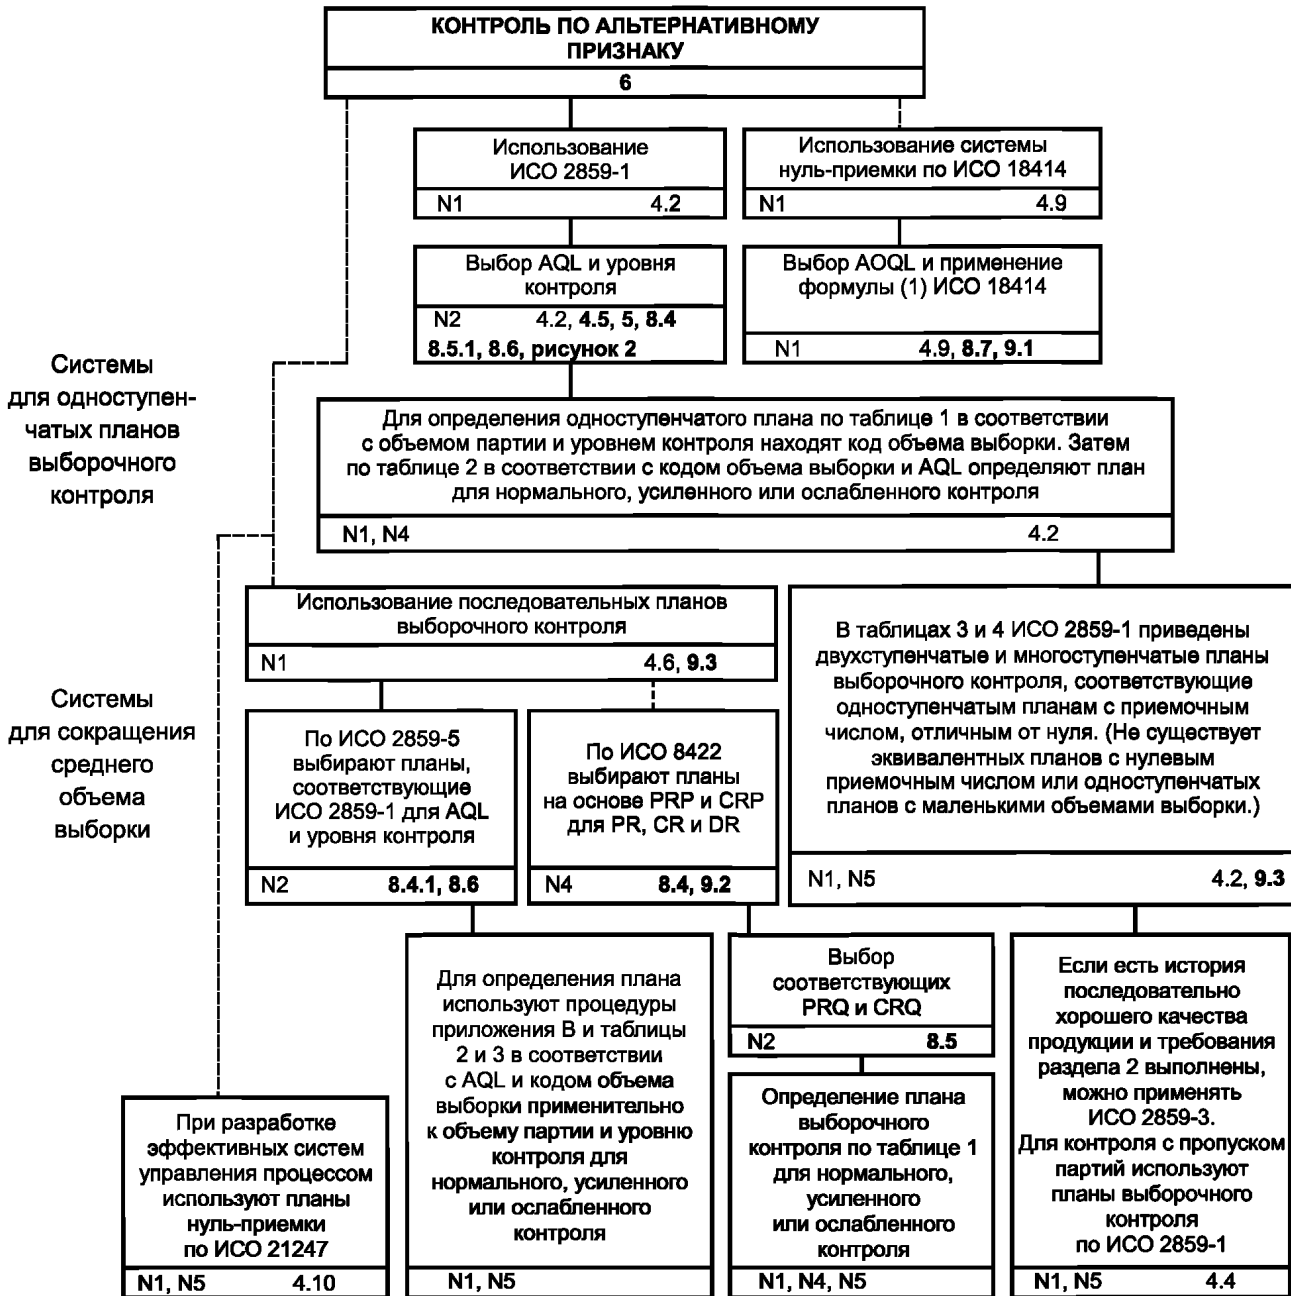 КОНТРОЛЬ ПО АЛЬТЕРНАТИВНОМУ
ПРИЗНАКУ
6
Использование
ИСО 2859-1
N1 4.2
Использование системы
нуль-приемки по ИСО 18414
N1 4.9
Выбор AQL и уровня
контроля
N2 4.2, 4.5, 5, 8.4
8.5.1, 8.6, рисунок 2
Выбор AOQL и применение
формулы (1) ИСО 18414
N1 4.9, 8.7, 9.1
Системы
для одноступен-
чатых планов
выборочного
контроля
Для определения одноступенчатого плана по таблице 1 в соответствии
с объемом партии и уровнем контроля находят код объема выборки. Затем
по таблице 2 в соответствии с кодом объема выборки и AQL определяют план
для нормального, усиленного или ослабленного контроля
N1, N4 4.2
Использование последовательных планов
выборочного контроля
N1 4.6, 9.3
В таблицах 3 и 4 ИСО 2859-1 приведены
двухступенчатые и многоступенчатые планы
выборочного контроля, соответствующие
одноступенчатым планам с приемочным
числом, отличным от нуля. (Не существует
эквивалентных планов с нулевым
приемочным числом или одноступенчатых
планов с маленькими объемами выборки.)
N1, N5 4.2, 9.3
Системы
для сокращения
среднего
объема
выборки
По ИСО 2859-5
выбирают планы,
соответствующие
ИСО 2859-1 для AQL
и уровня контроля
N2 8.4.1, 8.6
По ИСО 8422
выбирают планы
на основе PRP и CRP
для PR, CR и DR
N4 8.4, 9.2
Для определения плана
используют процедуры
приложения В и таблицы
2 и 3 в соответствии
с AQL и кодом объема
выборки применительно
к объему партии и уровню
контроля для
нормального, усиленного
или ослабленного
контроля
N1, N5
Выбор
соответствующих
PRQ и CRQ
N2 8.5
Определение плана
выборочного
контроля по таблице 1
для нормального,
усиленного
или ослабленного
контроля
N1, N4, N5
Если есть история
последовательно
хорошего качества
продукции и требования
раздела 2 выполнены,
можно применять
ИСО 2859-3.
Для контроля с пропуском
партий используют
планы выборочного
контроля
по ИСО 2859-1
N1, N5 4.4
При разработке
эффективных систем
управления процессом
используют планы
нуль-приемки
по ИСО 21247
N1, N5 4.10